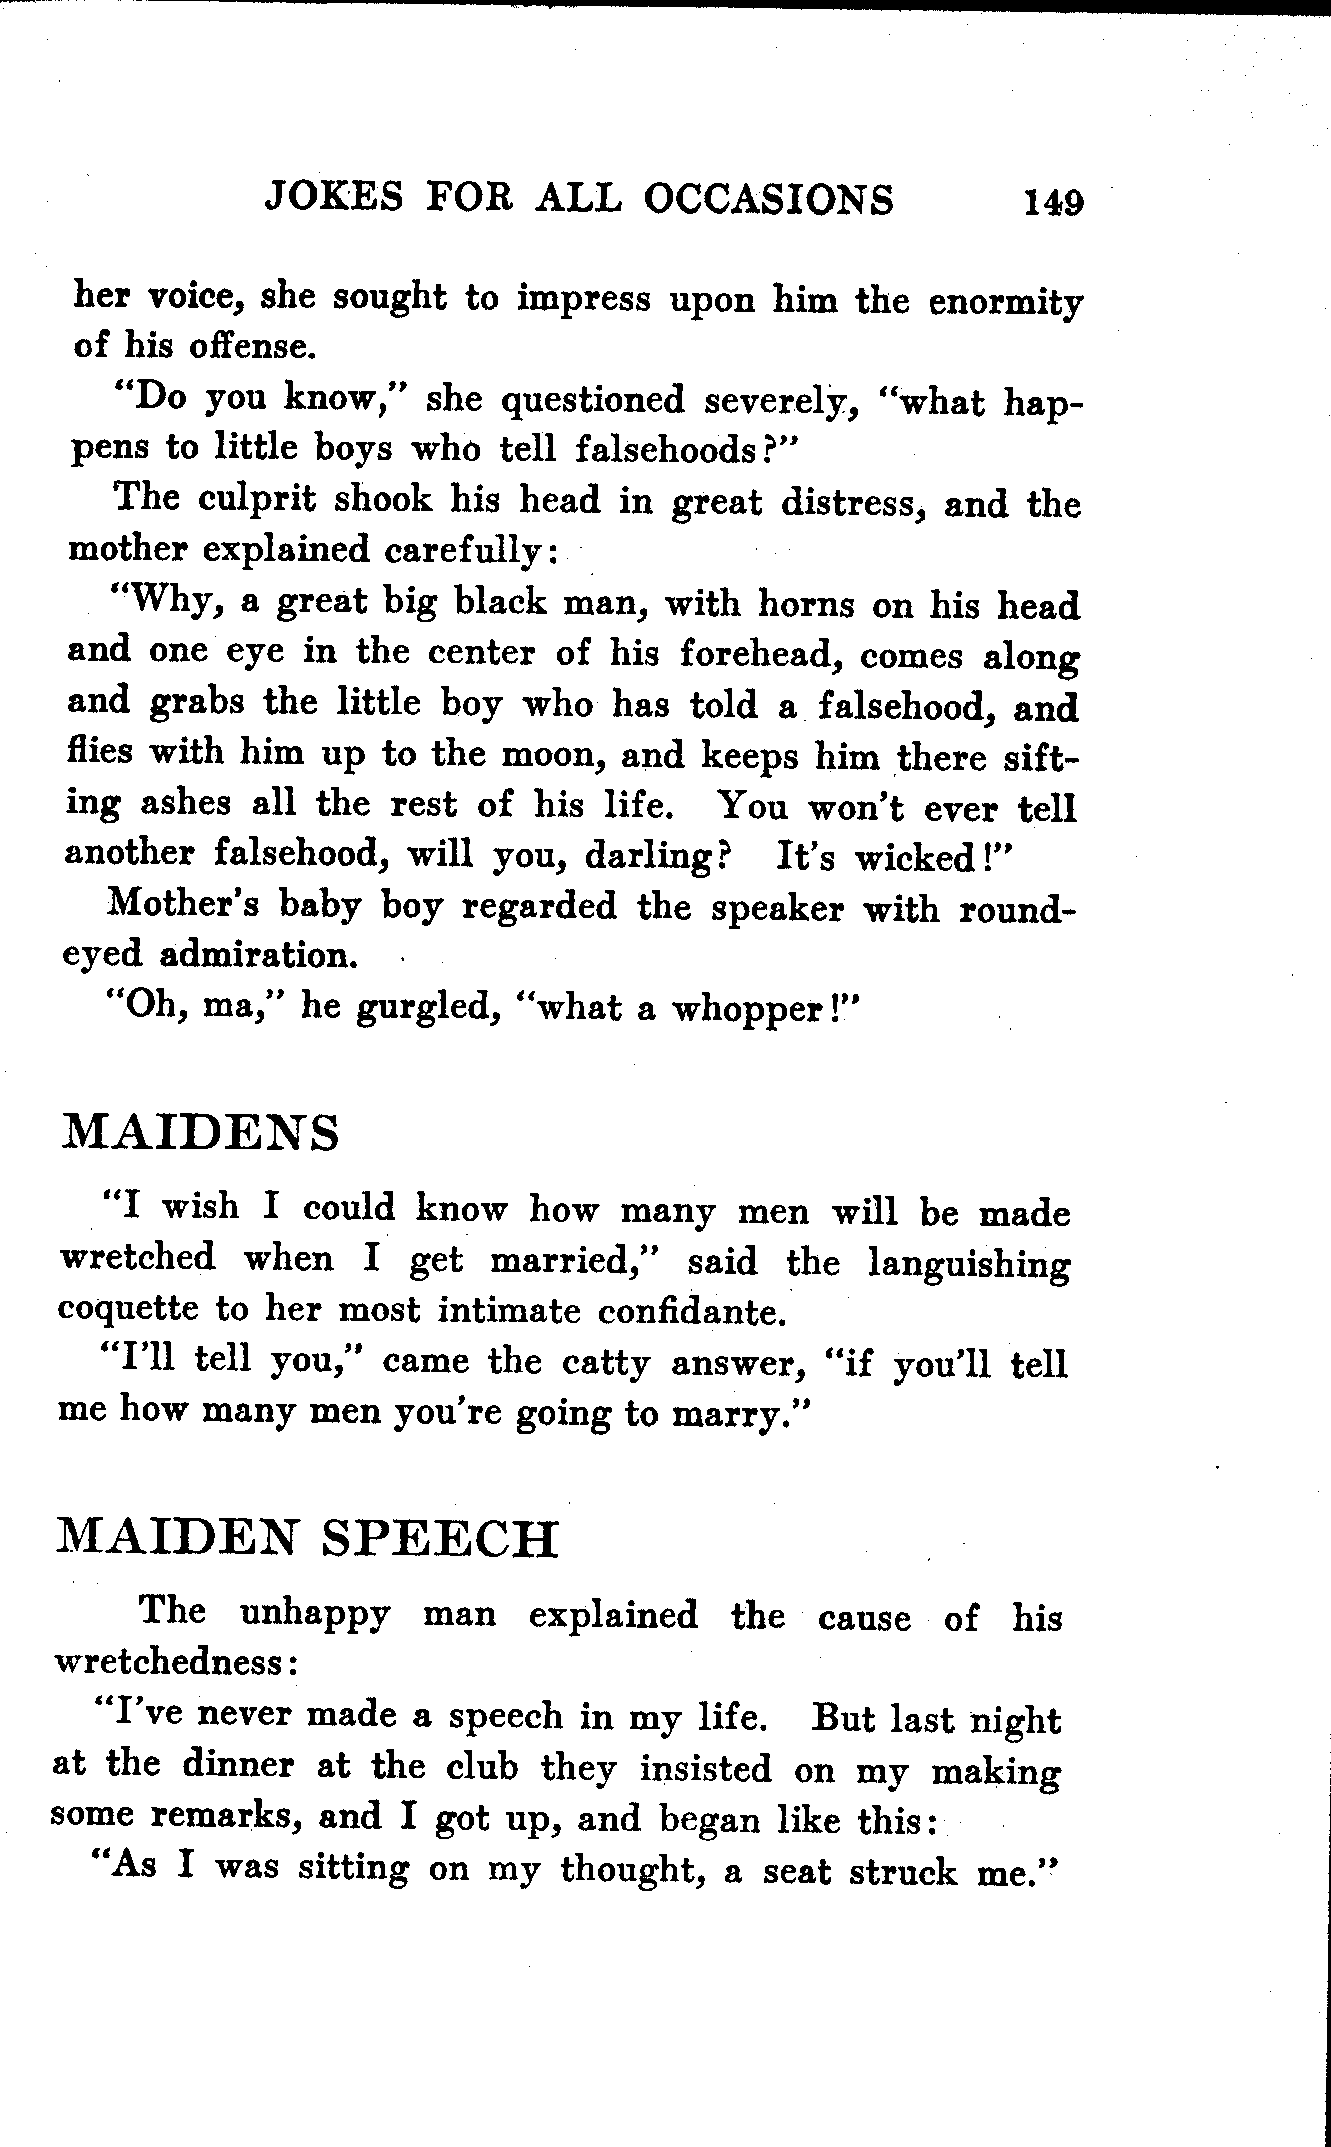 JOKES FOR ALL OCCASIONS 149
her voice, she sought to impress upon him the enormity
of his offense.
"Do you know," she questioned severely, "what hap-
pens to little boys who tell falsehoods?"
The culprit shook his head in great distress, and the
mother explained carefully:
"Why, a great big black man, with horns on his head
and one eye in the center of his forehead, comes along
and grabs the little boy who has told a falsehood, and
flies with him up to the moon, and keeps him there sift-
ing ashes all the rest of his life. You won't ever tell
another falsehood, will you, darling? It's wicked!"
Mother's baby boy regarded the speaker with round-
eyed admiration.
"Oh, ma," he gurgled, "what a whopper!"
MAIDENS
"I wish I could know how many men will be made
wretched when I get married," said the languishing
coquette to her most intimate confidante.
"I'll tell you," came the catty answer, "if you'll tell
me how many men you're going to marry."
MAIDEN SPEECH
The unhappy man explained the cause of his
wretchedness:
"I've never made a speech in my life. But last night
at the dinner at the club they insisted on my making
some remarks, and I got up, and began like this:
"As I was sitting on my thought, a seat struck me."